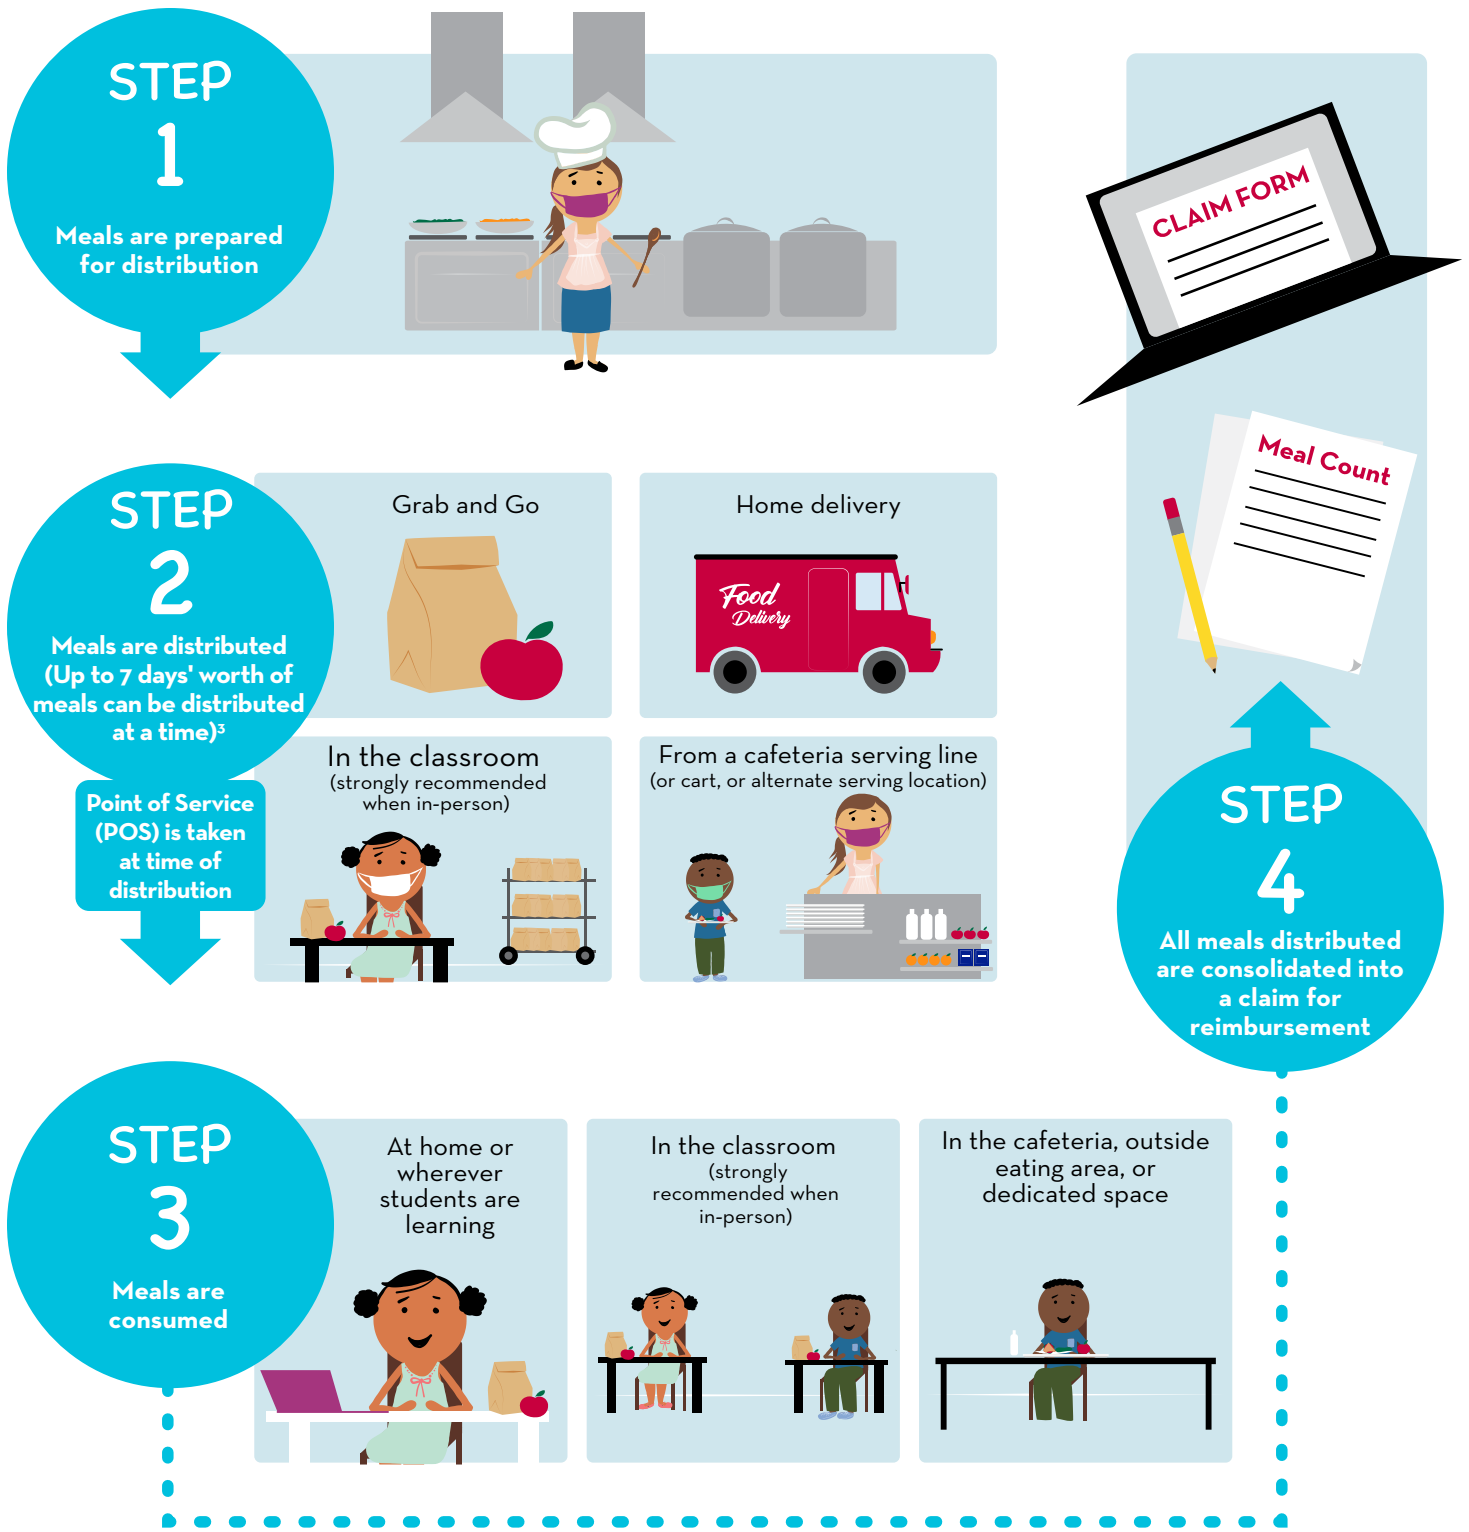 STEP
1
Meals are prepared
for distribution
STEP
2
Meals are distributed
(Up to 7 days' worth of
meals can be distributed
at a time)³
Point of Service
(POS) is taken
at time of
distribution
Grab and Go
Home delivery
Food
Delivery
In the classroom
(strongly recommended
when in-person)
From a cafeteria serving line
(or cart, or alternate serving location)
STEP
3
Meals are
consumed
At home or
wherever
students are
learning
In the classroom
(strongly
recommended when
in-person)
In the cafeteria, outside
eating area, or
dedicated space
CLAIM FORM
Meal Count
STEP
4
All meals distributed
are consolidated into
a claim for
reimbursement